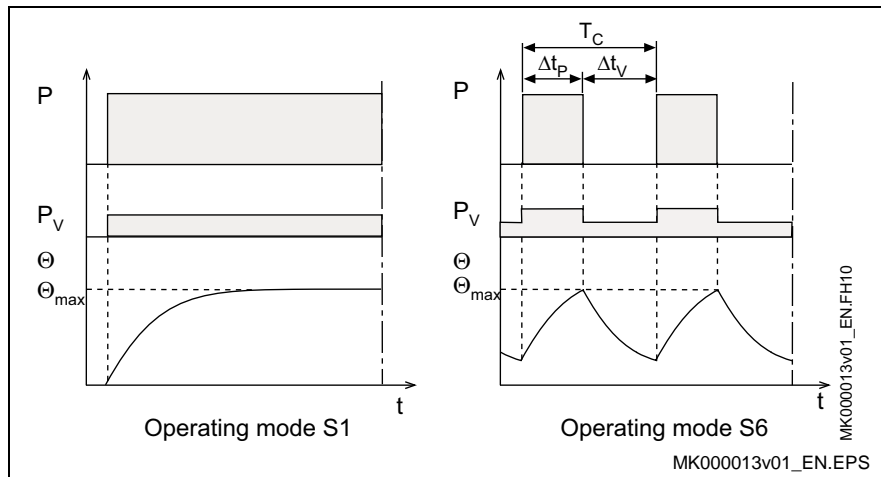 P
P_V
Θ
Θ_max
t
Operating mode S1
T_C
Δt_P
Δt_V
P
P_V
Θ
Θ_max
t
Operating mode S6
MK000013v01_EN.FH10
MK000013v01_EN.EPS